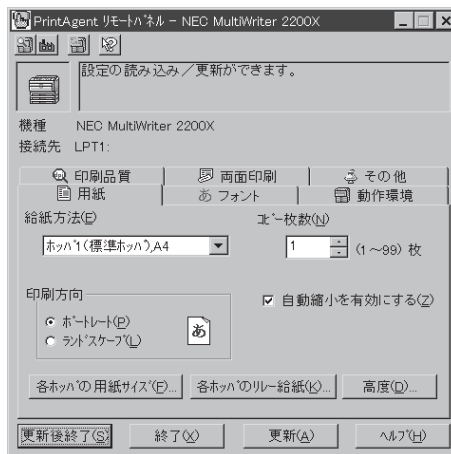 PrintAgent ﾘﾓｰﾄﾊﾟﾈﾙ - NEC MultiWriter 2200X
設定の読み込み／更新ができます。
機種 NEC MultiWriter 2200X
接続先 LPT1:
印刷品質 両面印刷 その他
用紙 あ フォント 動作環境
給紙方法(E) ｺﾋﾟｰ枚数(N)
ﾎｯﾊﾟ1(標準ﾎｯﾊﾟ),A4 1 (1～99) 枚
印刷方向 自動縮小を有効にする(Z)
ﾎﾟｰﾄﾚｰﾄ(P) あ
ﾗﾝﾄﾞｽｹｰﾌﾟ(L)
各ﾎｯﾊﾟの用紙ｻｲｽﾞ(F)... 各ﾎｯﾊﾟのﾘﾚｰ給紙(K)... 高度(D)...
更新後終了(S) 終了(X) 更新(A) ﾍﾙﾌﾟ(H)